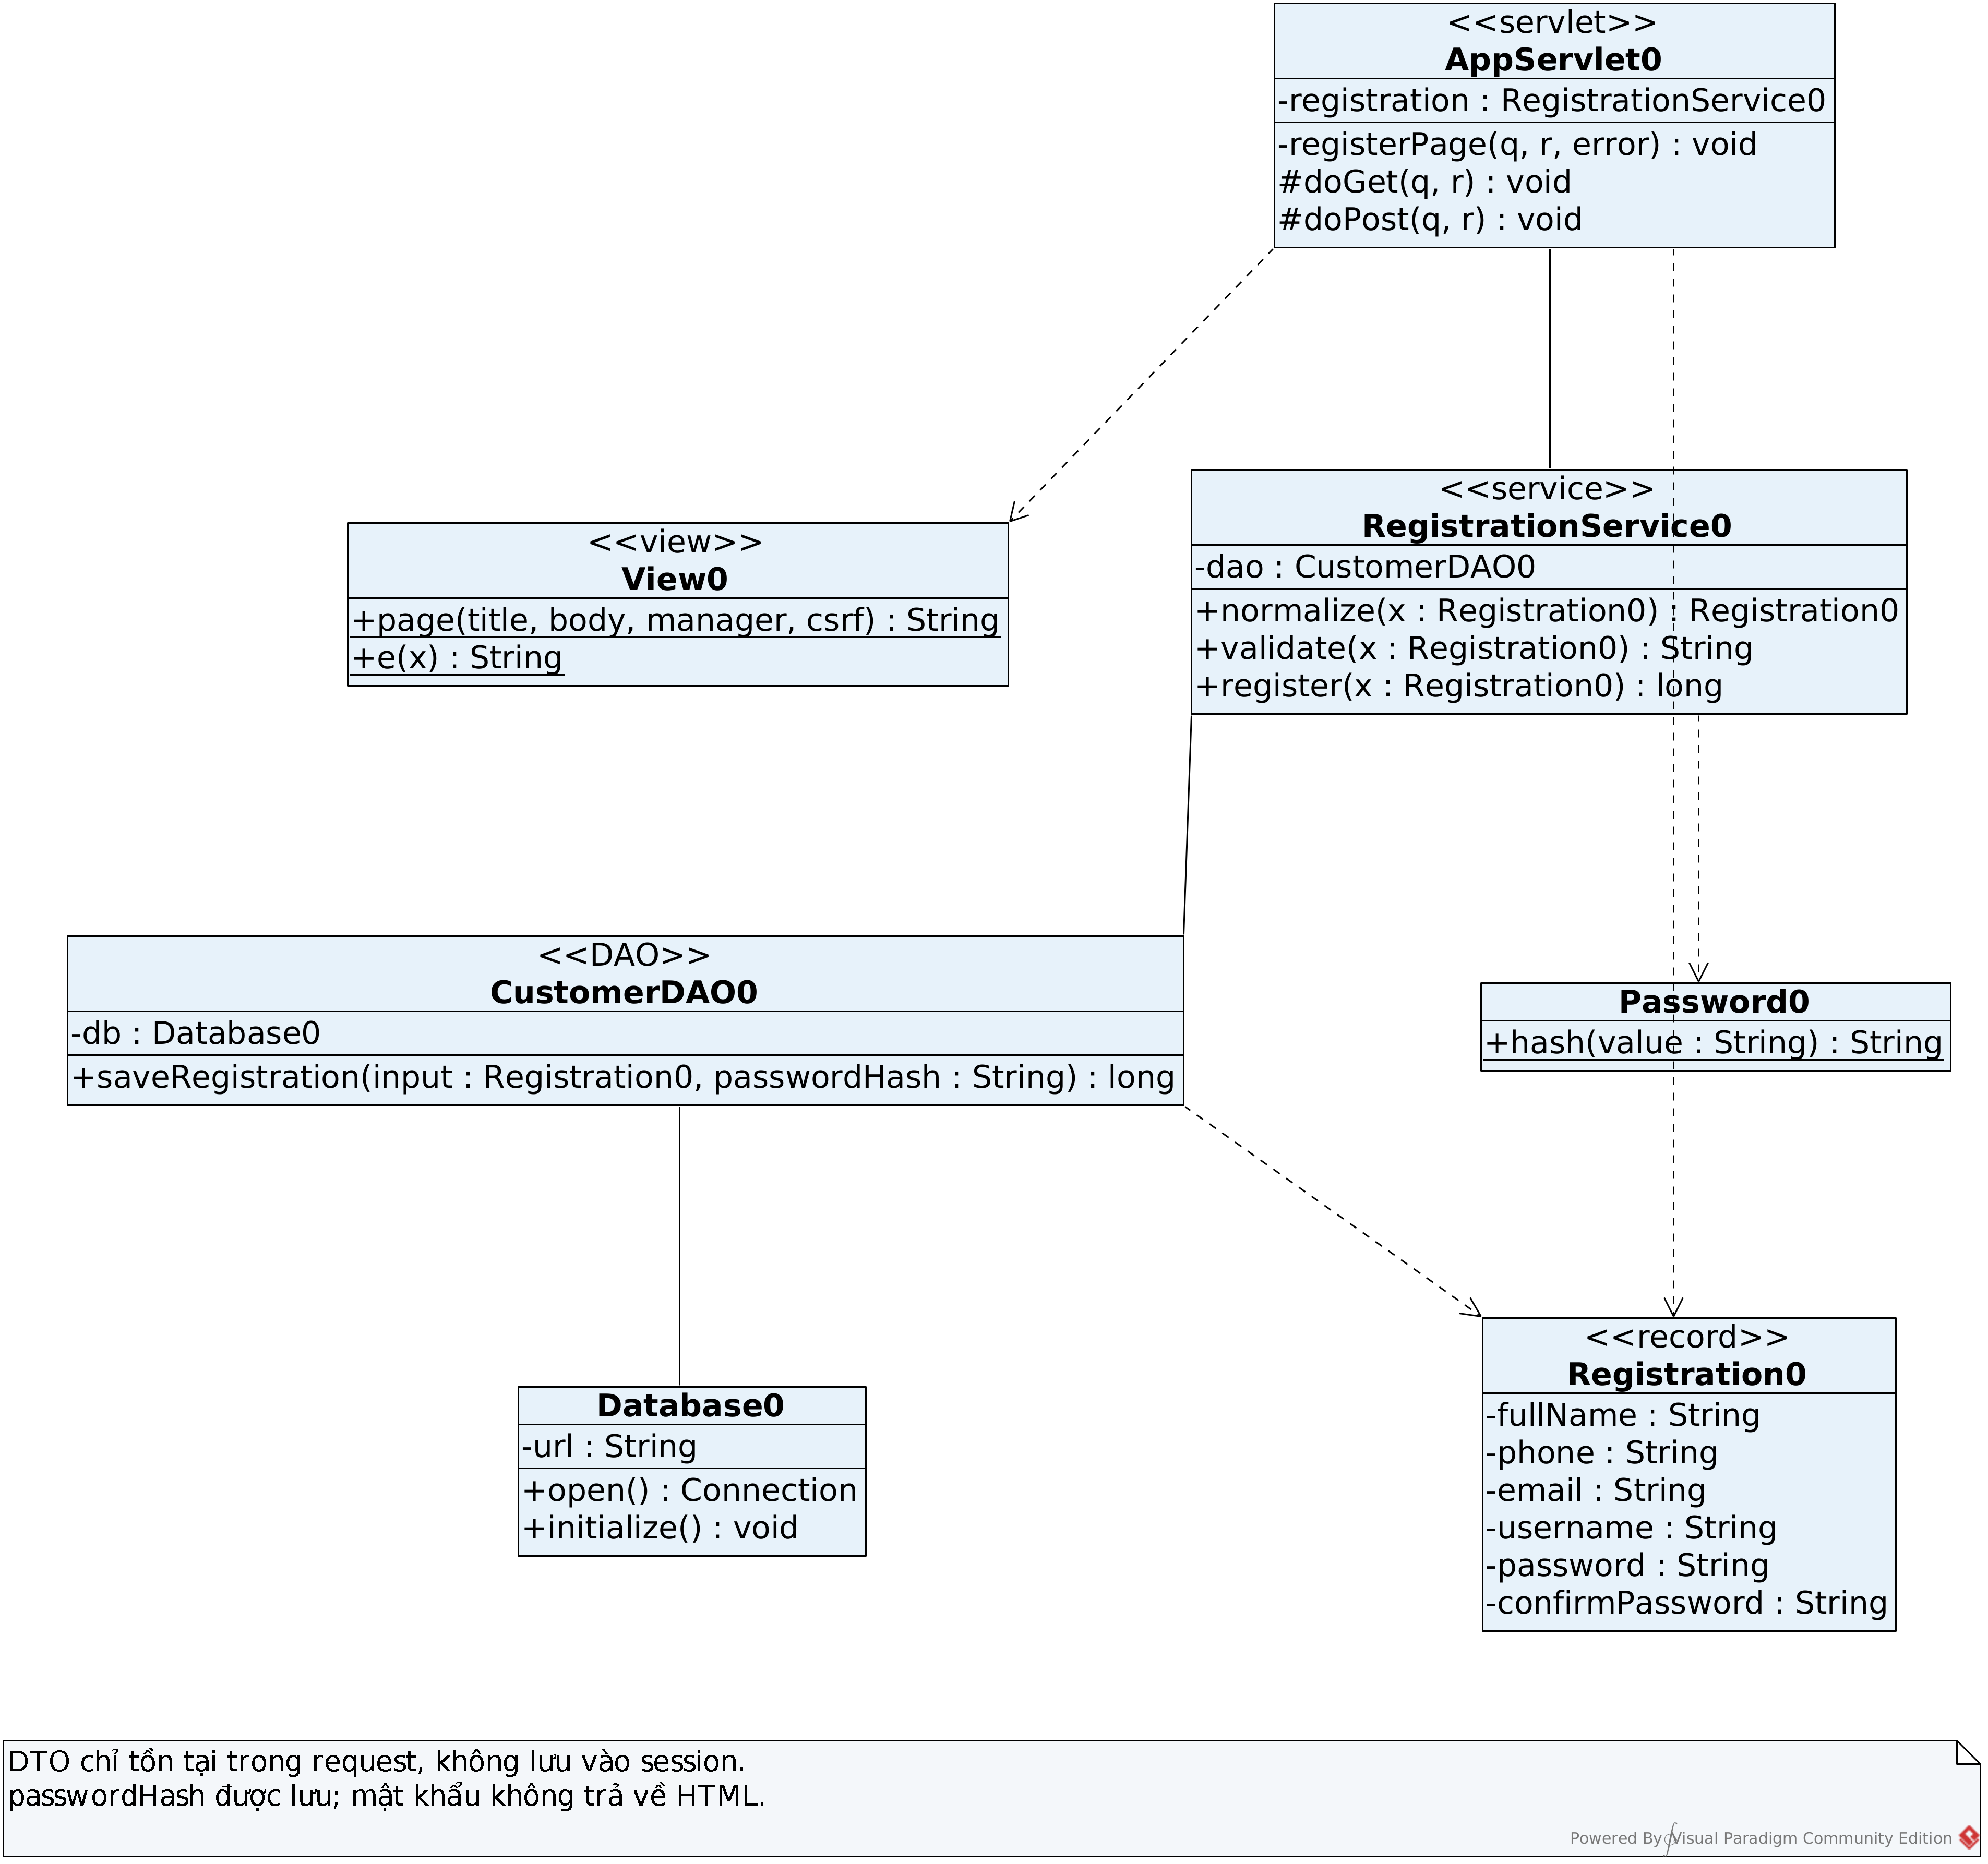 <<servlet>>
AppServlet0
-registration : RegistrationService0
-registerPage(q, r, error) : void
#doGet(q, r) : void
#doPost(q, r) : void
<<view>>
View0
+page(title, body, manager, csrf) : String
+e(x) : String
<<service>>
RegistrationService0
-dao : CustomerDAO0
+normalize(x : Registration0) : Registration0
+validate(x : Registration0) : String
+register(x : Registration0) : long
<<DAO>>
CustomerDAO0
-db : Database0
+saveRegistration(input : Registration0, passwordHash : String) : long
Password0
+hash(value : String) : String
Database0
-url : String
+open() : Connection
+initialize() : void
<<record>>
Registration0
-fullName : String
-phone : String
-email : String
-username : String
-password : String
-confirmPassword : String
DTO chỉ tồn tại trong request, không lưu vào session.
passwordHash được lưu; mật khẩu không trả về HTML.
Powered By Visual Paradigm Community Edition